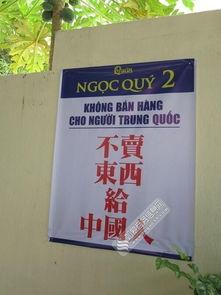 NGỌC QUÝ 2
KHÔNG BÁN HÀNG
CHO NGƯỜI TRUNG QUỐC
不賣
東西
給
中國人